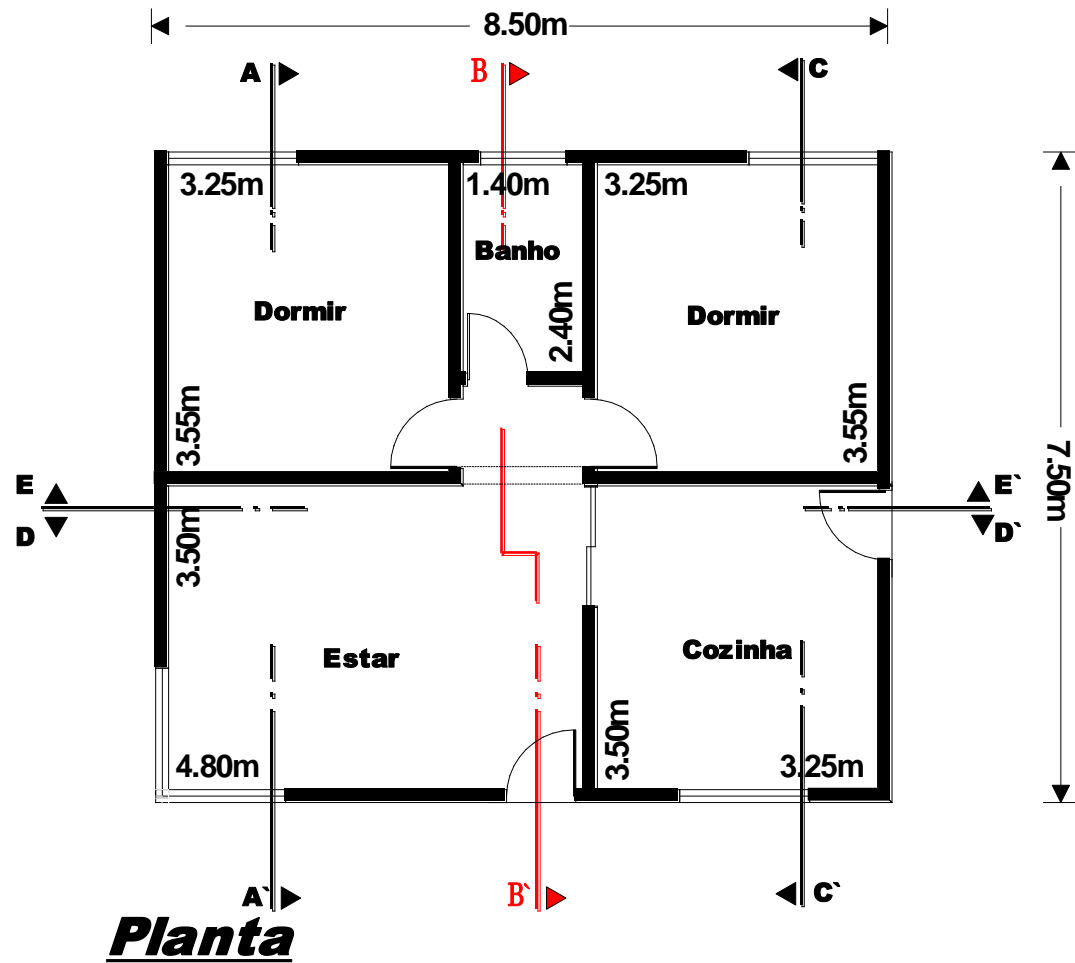 8.50m
A
B
C
3.25m
1.40m
3.25m
Banho
Dormir
2.40m
Dormir
3.55m
3.55m
7.50m
E
E`
D
D`
3.50m
Estar
Cozinha
3.50m
4.80m
3.25m
A`
B`
C`
Planta